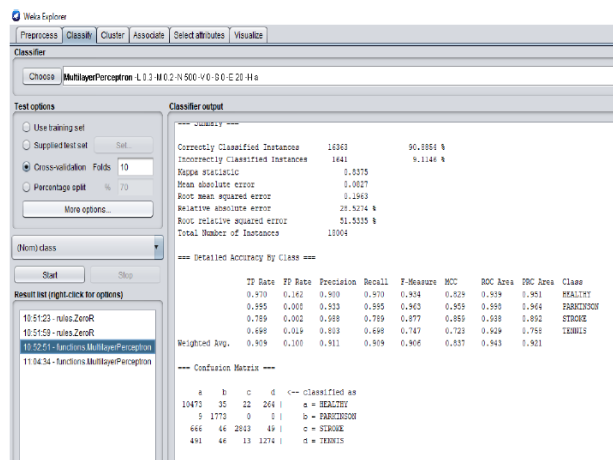 Weka Explorer
Preprocess Classify Cluster Associate Select attributes Visualize
Classifier
Choose MultilayerPerceptron -L 0.3 -M 0.2 -N 500 -V 0 -S 0 -E 20 -H a
Test options
Use training set
Supplied test set Set...
Cross-validation Folds 10
Percentage split % 70
More options...
(Nom) class
Start Stop
Result list (right-click for options)
10:51:23 - rules.ZeroR
10:51:59 - rules.ZeroR
10:52:51 - functions.MultilayerPerceptron
11:04:34 - functions.MultilayerPerceptron
Classifier output
=== Summary ===
Correctly Classified Instances 16363 90.8854 %
Incorrectly Classified Instances 1641 9.1146 %
Kappa statistic 0.8375
Mean absolute error
Root mean squared error 0.1963
Relative absolute error 28.5274 %
Root relative squared error 51.5335 %
Total Number of Instances 18004
=== Detailed Accuracy By Class ===
TP Rate FP Rate Precision Recall F-Measure MCC ROC Area PRC Area Class
0.970 0.162 0.900 0.970 0.934 0.829 0.939 0.951 HEALTHY
0.995 0.008 0.933 0.995 0.963 0.959 0.998 0.964 PARKINSON
0.789 0.002 0.988 0.789 0.877 0.859 0.938 0.892 STROKE
0.698 0.019 0.803 0.698 0.747 0.723 0.929 0.758 TENNIS
Weighted Avg. 0.909 0.100 0.911 0.909 0.906 0.837 0.943 0.921
=== Confusion Matrix ===
a b c d <-- classified as
10473 35 22 264 | a = HEALTHY
9 1773 0 0 | b = PARKINSON
666 46 2843 49 | c = STROKE
491 46 13 1274 | d = TENNIS